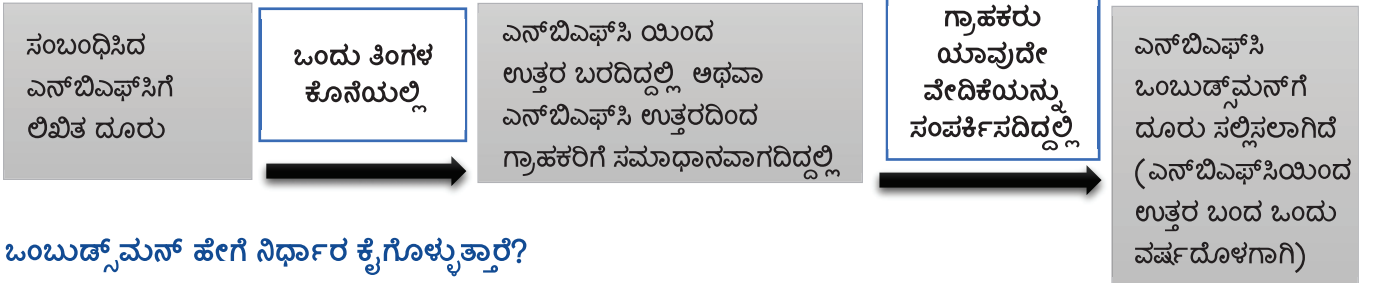 ಸಂಬಂಧಿಸಿದ
ಎನ್‌ಬಿಎಫ್‌ಸಿಗೆ
ಲಿಖಿತ ದೂರು
ಒಂದು ತಿಂಗಳ
ಕೊನೆಯಲ್ಲಿ
ಎನ್‌ಬಿಎಫ್‌ಸಿ ಯಿಂದ
ಉತ್ತರ ಬರದಿದ್ದಲ್ಲಿ ಅಥವಾ
ಎನ್‌ಬಿಎಫ್‌ಸಿ ಉತ್ತರದಿಂದ
ಗ್ರಾಹಕರಿಗೆ ಸಮಾಧಾನವಾಗದಿದ್ದಲ್ಲಿ
ಗ್ರಾಹಕರು
ಯಾವುದೇ
ವೇದಿಕೆಯನ್ನು
ಸಂಪರ್ಕಿಸದಿದ್ದಲ್ಲಿ
ಎನ್‌ಬಿಎಫ್‌ಸಿ
ಒಂಬುಡ್ಸ್‌ಮನ್‌ಗೆ
ದೂರು ಸಲ್ಲಿಸಲಾಗಿದೆ
(ಎನ್‌ಬಿಎಫ್‌ಸಿಯಿಂದ
ಉತ್ತರ ಬಂದ ಒಂದು
ವರ್ಷದೊಳಗಾಗಿ)
ಒಂಬುಡ್ಸ್‌ಮನ್ ಹೇಗೆ ನಿರ್ಧಾರ ಕೈಗೊಳ್ಳುತ್ತಾರೆ?